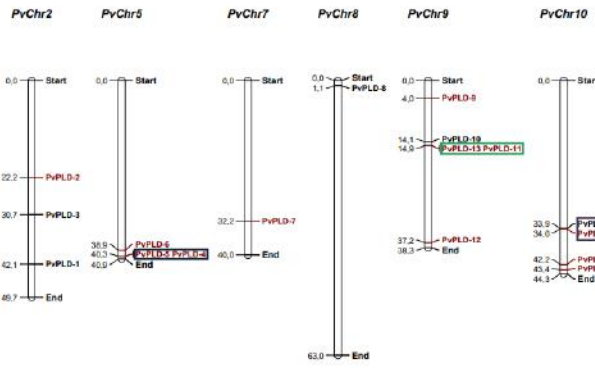 PvChr2 PvChr5 PvChr7 PvChr8 PvChr9 PvChr10
0,0 Start
22,2 PvPLD-2
30,7 PvPLD-3
42,1 PvPLD-1
49,7 End
0,0 Start
38,9 PvPLD-6
40,3 PvPLD-5 PvPLD-4
40,9 End
0,0 Start
32,2 PvPLD-7
40,0 End
0,0 Start
1,1 PvPLD-8
63,0 End
0,0 Start
4,0 PvPLD-9
14,1 PvPLD-10
14,9 PvPLD-13 PvPLD-11
37,2 PvPLD-12
38,3 End
0,0 Start
33,9 PvPL
34,0 PvPL
42,2 PvPL
43,4 PvPL
44,3 End